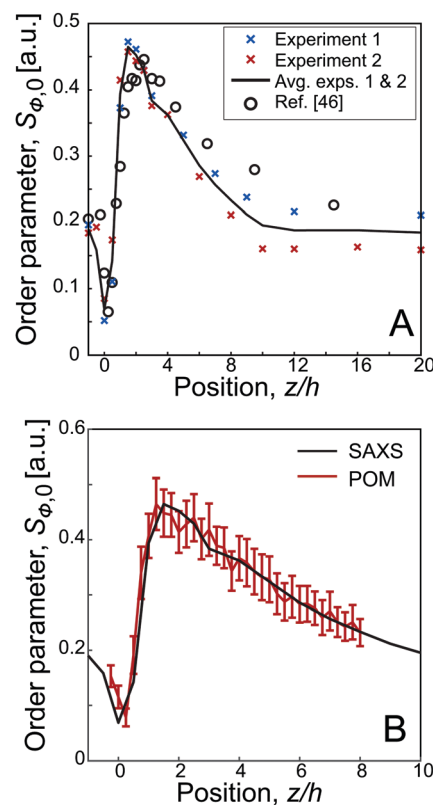 0.5
0.4
0.3
0.2
0.1
0
Order parameter, SΦ,0 [a.u.]
Experiment 1
Experiment 2
Avg. exps. 1 & 2
Ref. [46]
A
0 4 8 12 16 20
Position, z/h
0.6
0.4
0.2
0
Order parameter, SΦ,0 [a.u.]
SAXS
POM
B
0 2 4 6 8 10
Position, z/h